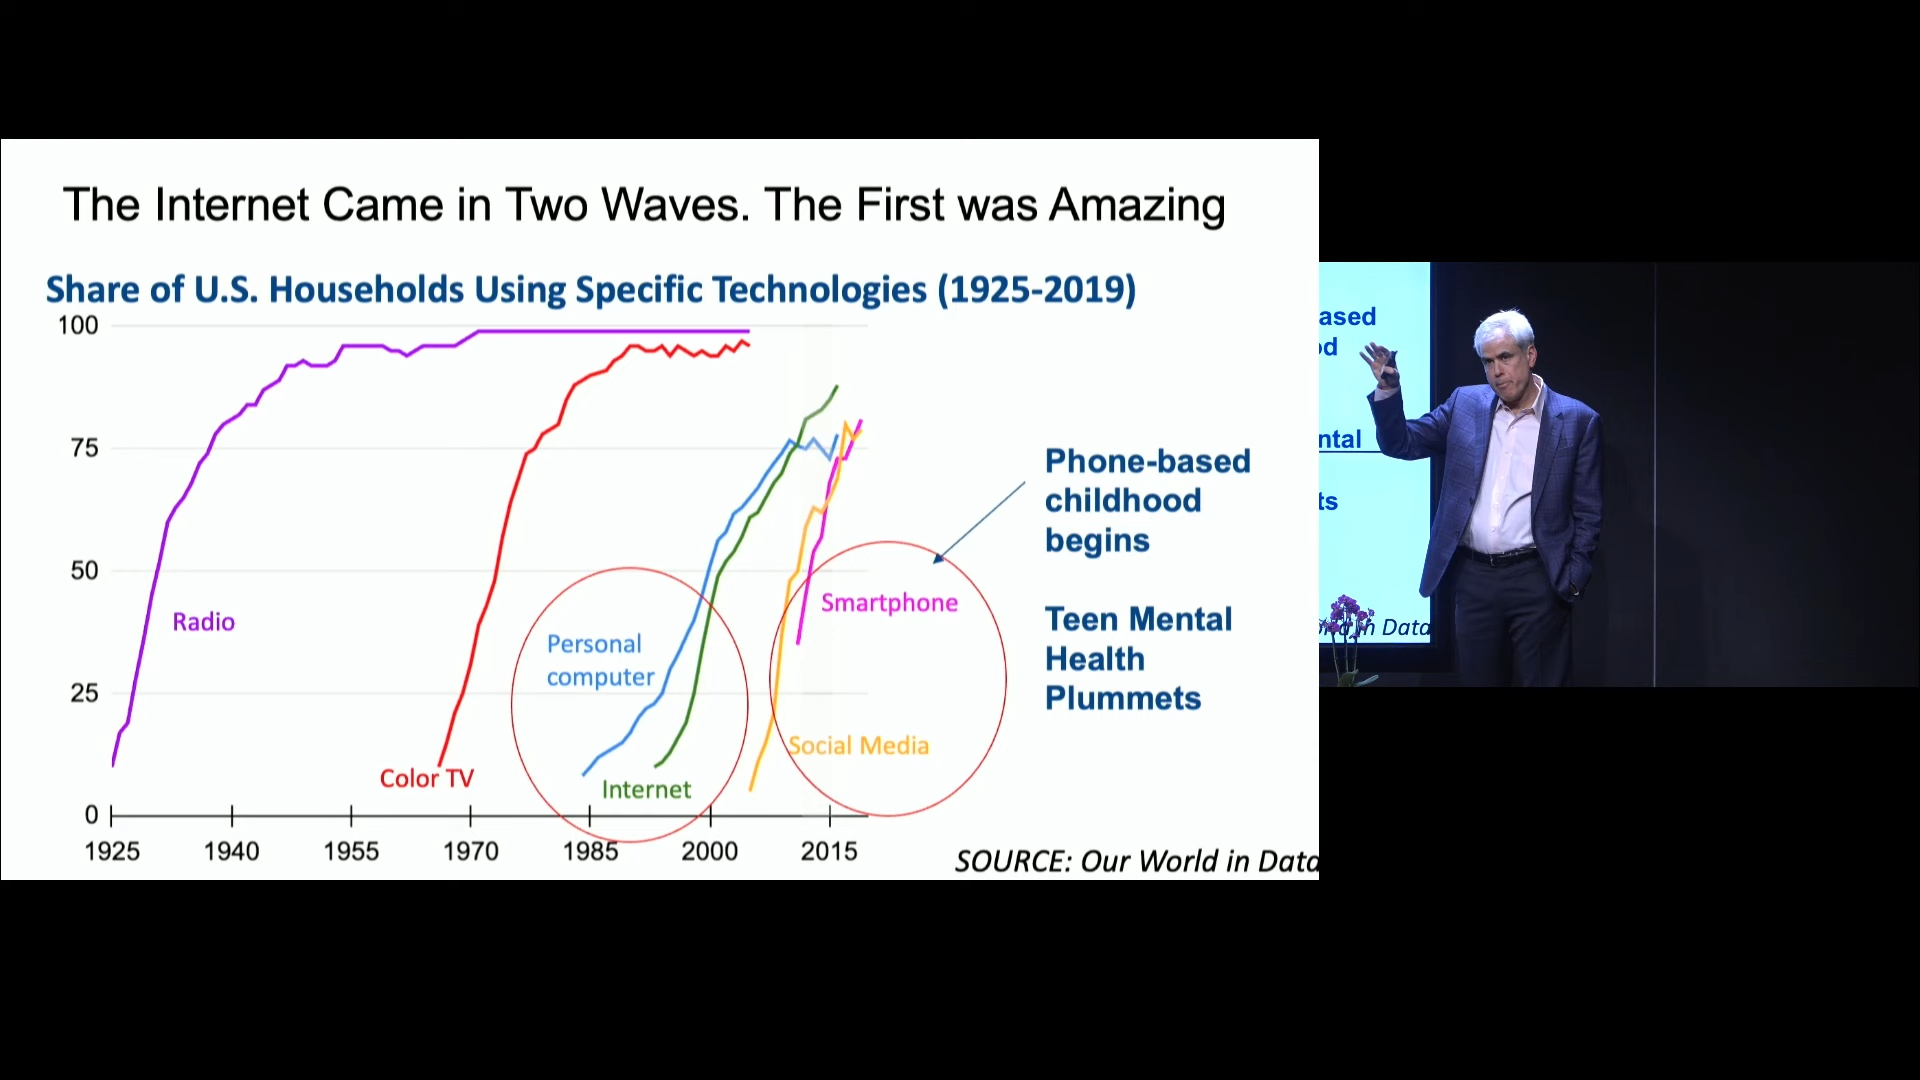 The Internet Came in Two Waves. The First was Amazing
Share of U.S. Households Using Specific Technologies (1925-2019)
100
75
50
25
0
1925
1940
1955
1970
1985
2000
2015
Radio
Color TV
Personal
computer
Internet
Smartphone
Social Media
Phone-based
childhood
begins
Teen Mental
Health
Plummets
SOURCE: Our World in Data
ased
od
ntal
ts
in Data